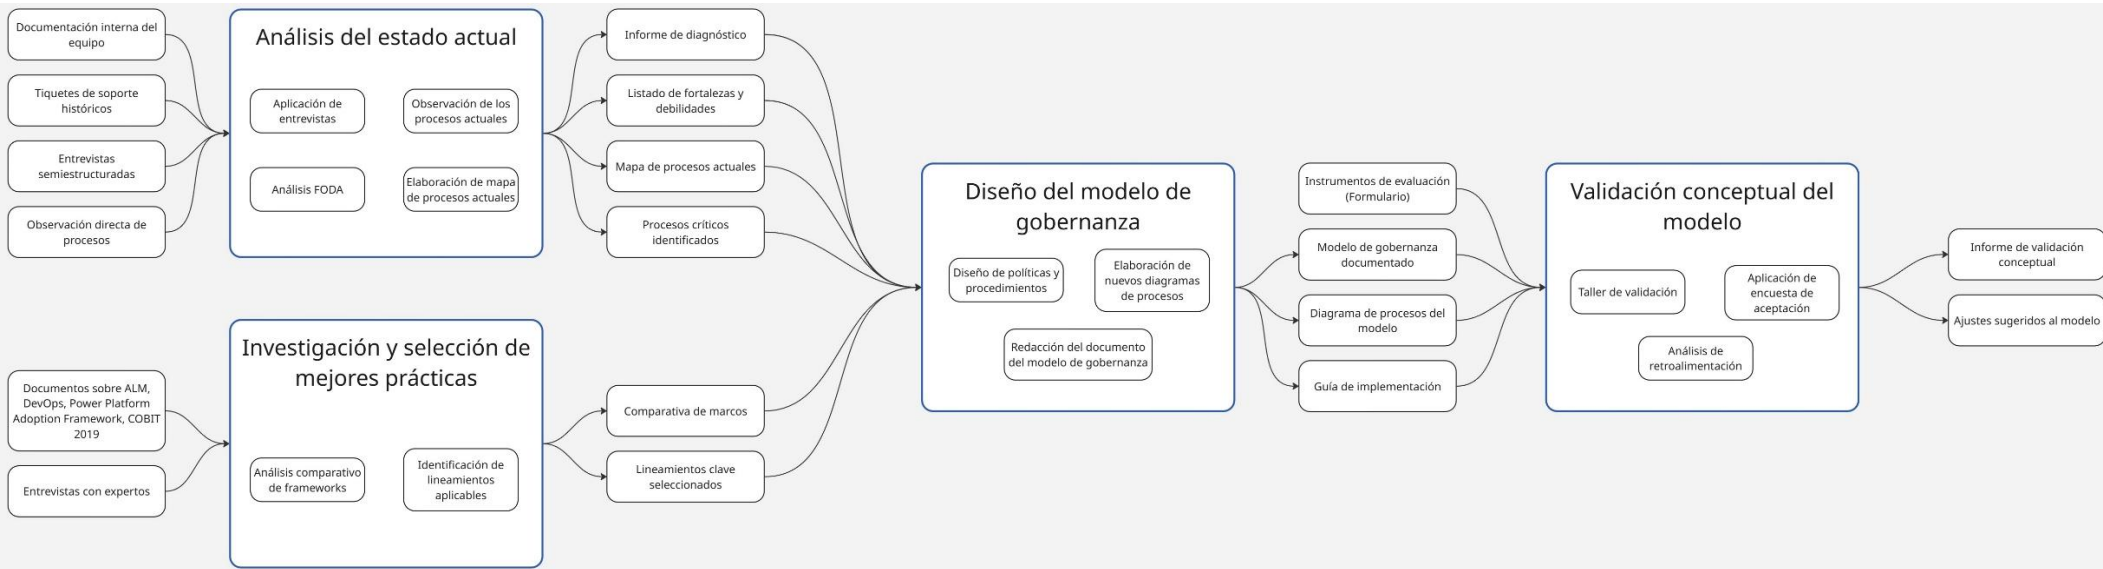 Documentación interna del
equipo
Tiquetes de soporte
históricos
Entrevistas
semiestructuradas
Observación directa de
procesos
Análisis del estado actual
Aplicación de
entrevistas
Observación de los
procesos actuales
Análisis FODA
Elaboración de mapa
de procesos actuales
Informe de diagnóstico
Listado de fortalezas y
debilidades
Mapa de procesos actuales
Procesos críticos
identificados
Documentos sobre ALM,
DevOps, Power Platform
Adoption Framework, COBIT
2019
Entrevistas con expertos
Investigación y selección de
mejores prácticas
Análisis comparativo
de frameworks
Identificación de
lineamientos
aplicables
Comparativa de marcos
Lineamientos clave
seleccionados
Diseño del modelo de
gobernanza
Diseño de políticas y
procedimientos
Elaboración de
nuevos diagramas
de procesos
Redacción del documento
del modelo de gobernanza
Instrumentos de evaluación
(Formulario)
Modelo de gobernanza
documentado
Diagrama de procesos del
modelo
Guía de implementación
Validación conceptual del
modelo
Taller de validación
Aplicación de
encuesta de
aceptación
Análisis de
retroalimentación
Informe de validación
conceptual
Ajustes sugeridos al modelo